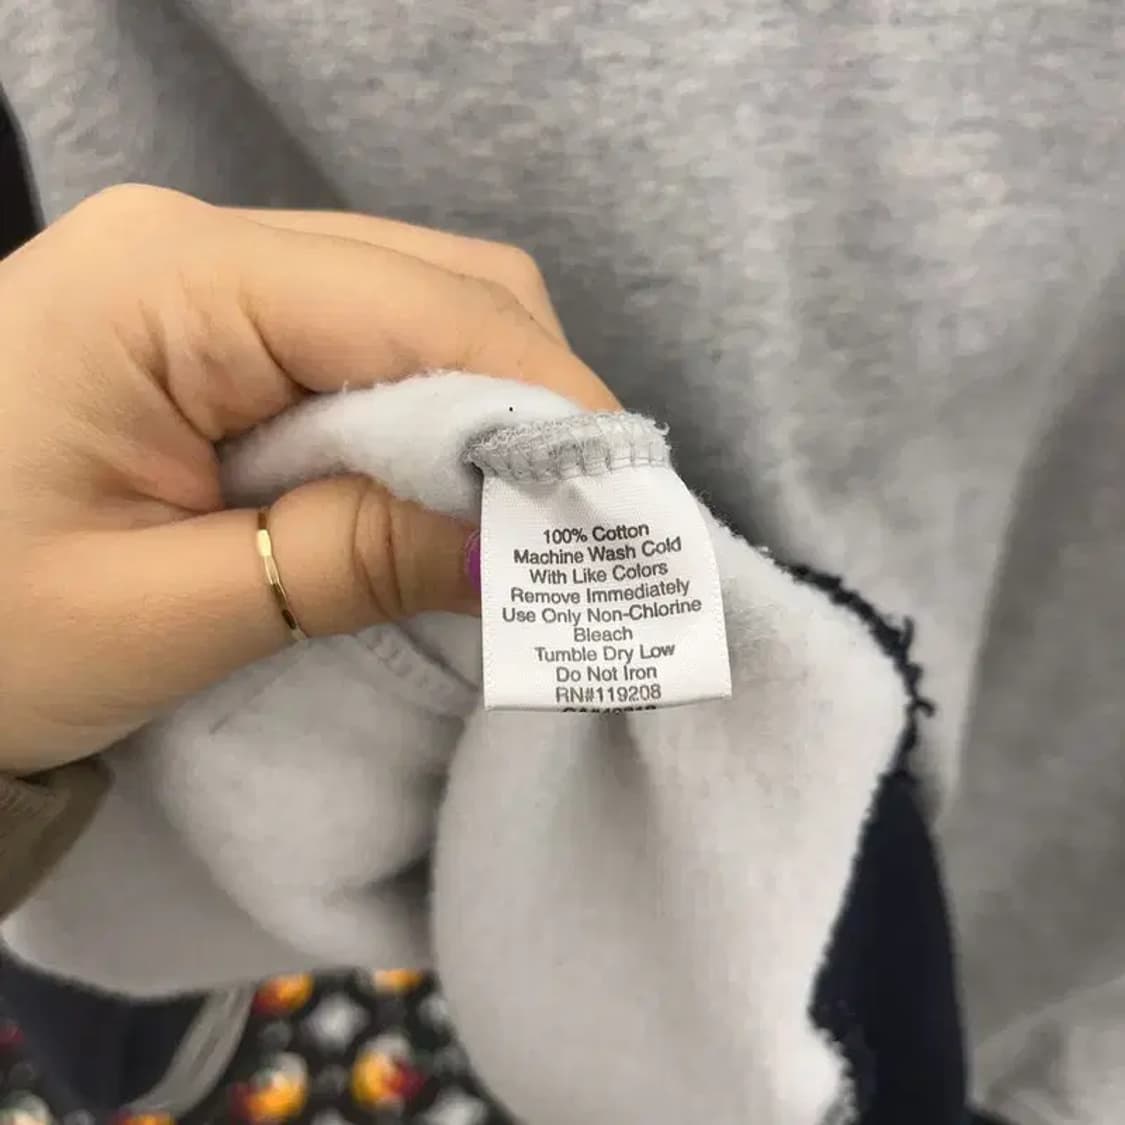 100% Cotton
Machine Wash Cold
With Like Colors
Remove Immediately
Use Only Non-Chlorine
Bleach
Tumble Dry Low
Do Not Iron
RN#119208